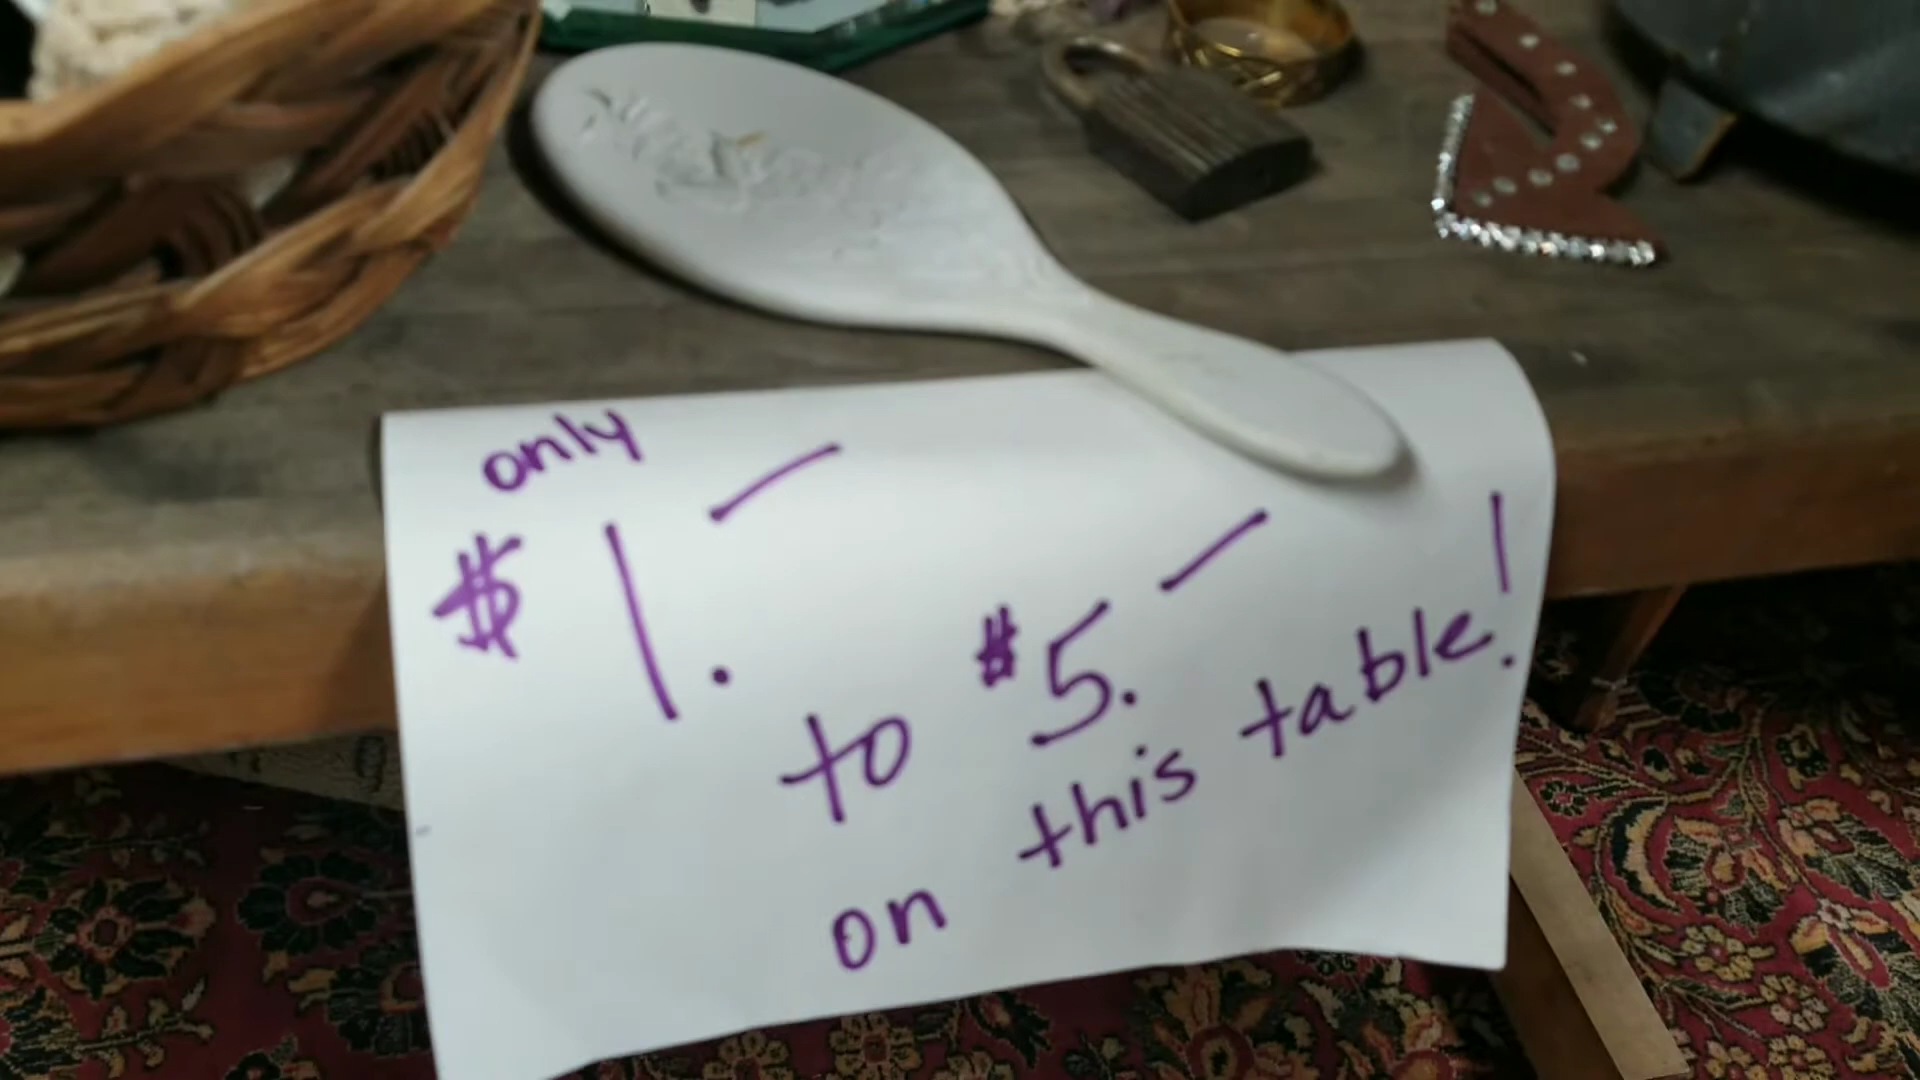 only
$1.—
to $5.—
on this table!